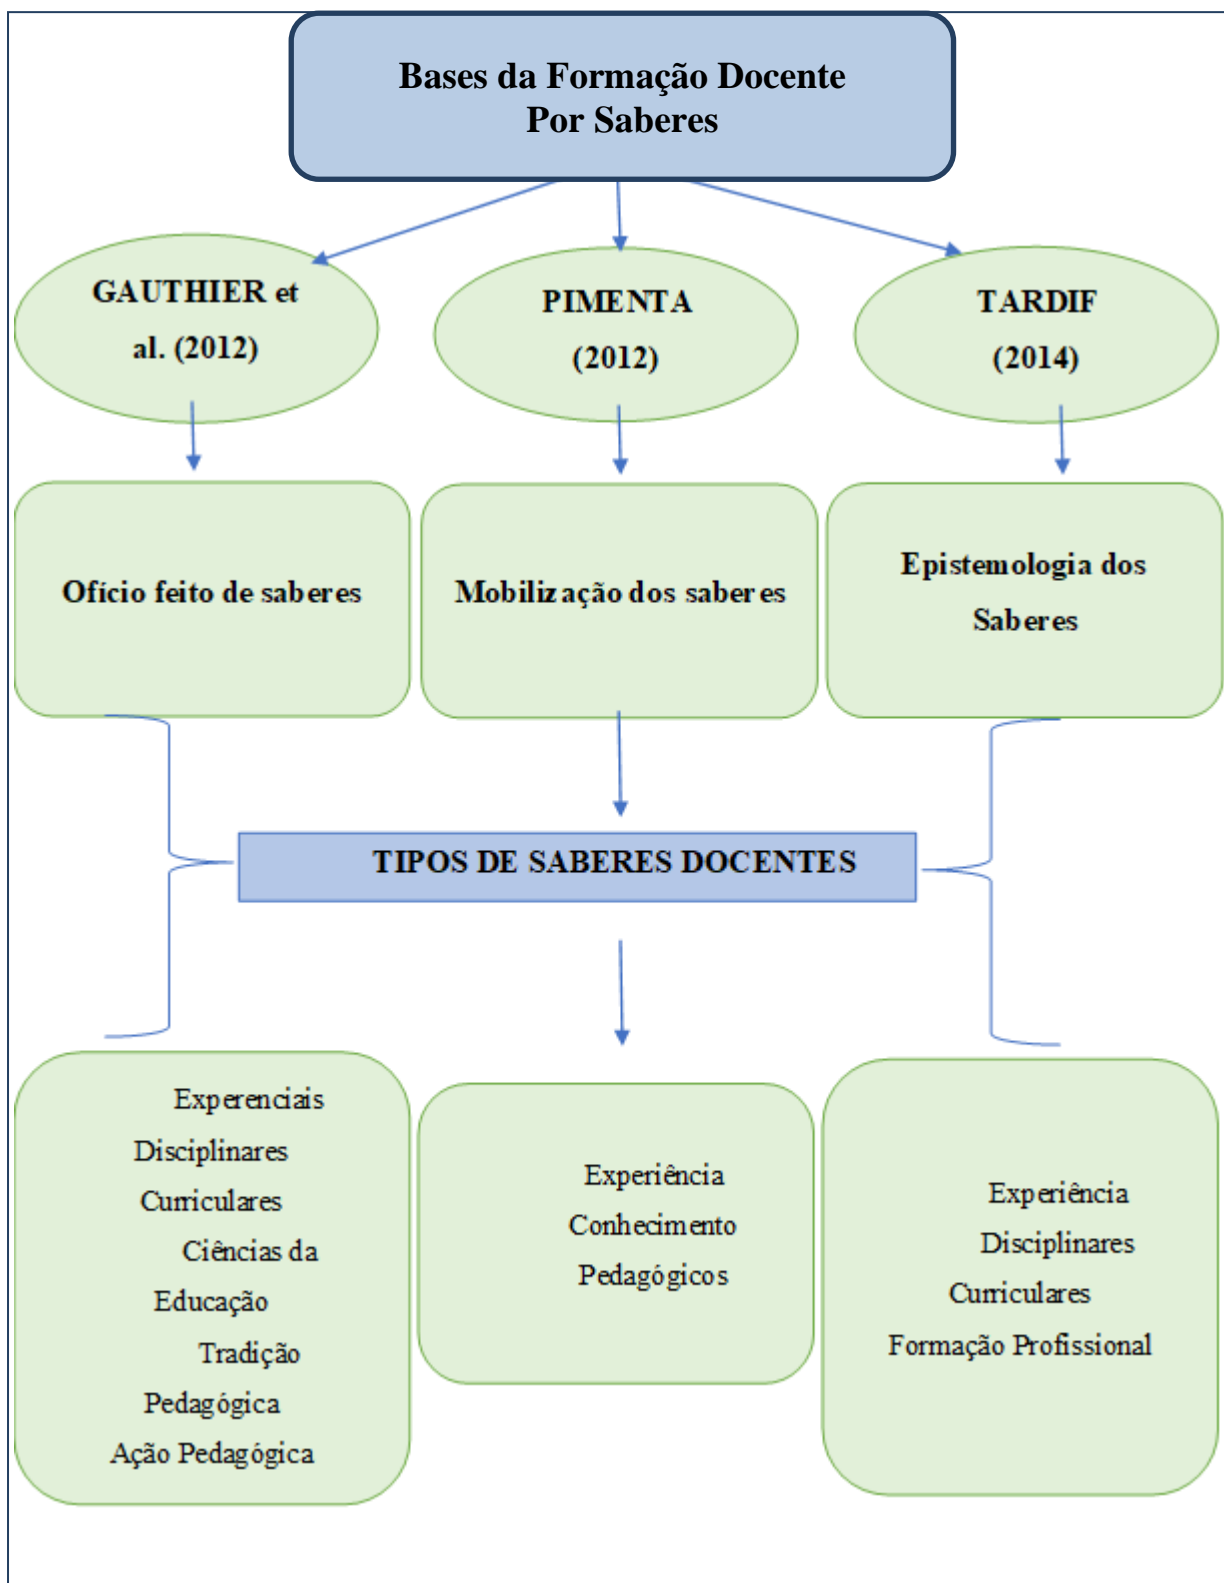 Bases da Formação Docente
Por Saberes
GAUTHIER et
al. (2012)
PIMENTA
(2012)
TARDIF
(2014)
Ofício feito de saberes
Mobilização dos saberes
Epistemologia dos
Saberes
TIPOS DE SABERES DOCENTES
Experenciais
Disciplinares
Curriculares
Ciências da
Educação
Tradição
Pedagógica
Ação Pedagógica
Experiência
Conhecimento
Pedagógicos
Experiência
Disciplinares
Curriculares
Formação Profissional